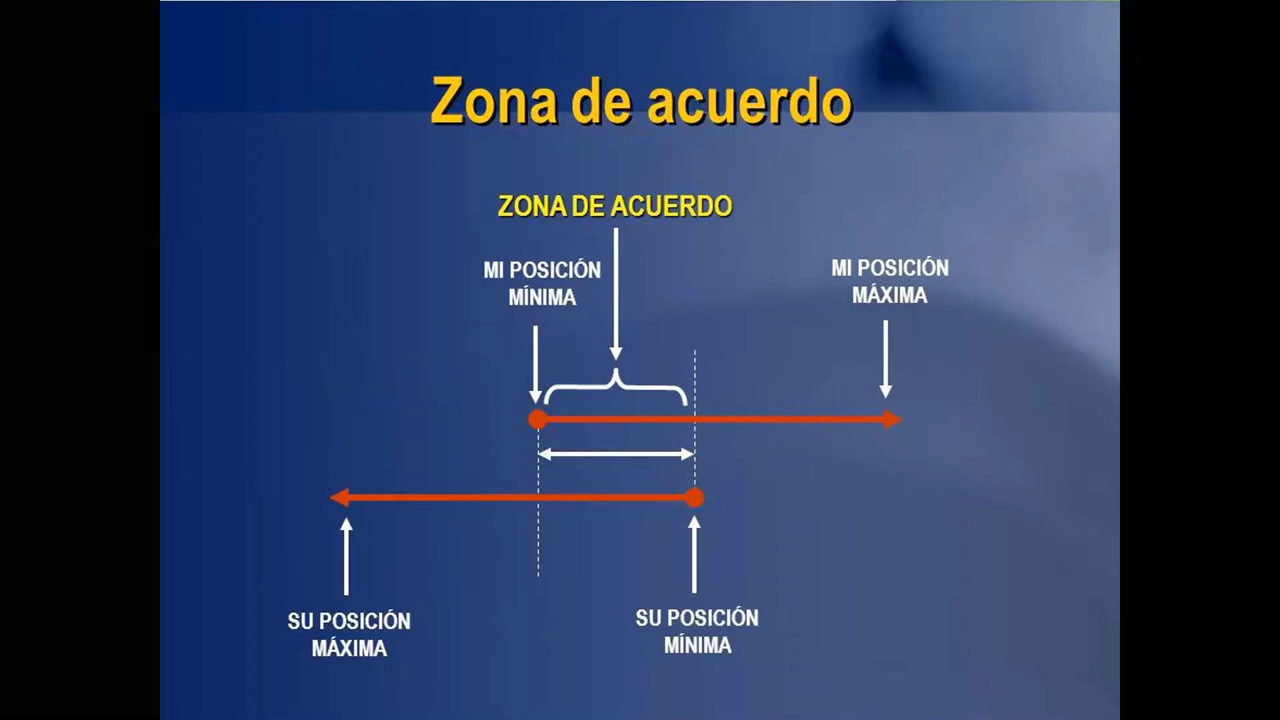 Zona de acuerdo
ZONA DE ACUERDO
MI POSICIÓN
MÍNIMA
MI POSICIÓN
MÁXIMA
SU POSICIÓN
MÁXIMA
SU POSICIÓN
MÍNIMA